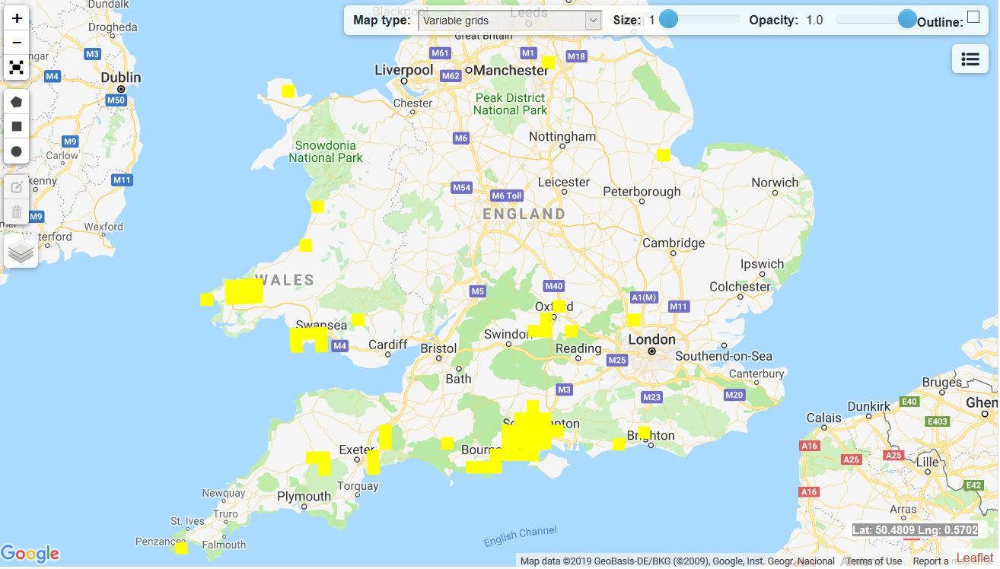 +
−
Map type:
Variable grids
Size: 1
Opacity: 1.0
Outline:
Dundalk
Drogheda
M3
M4
Dublin
M50
M9
Carlow
M11
M9
Wexford
Waterford
Blackpool
Leeds
Great Britain
M61
M1
M18
Liverpool
M62
Manchester
Chester
Peak District
National Park
M6
Nottingham
Snowdonia
National Park
M54
M6 Toll
Leicester
Peterborough
Norwich
ENGLAND
Cambridge
Ipswich
Colchester
WALES
M5
M40
A1(M)
M11
Oxford
Swansea
M4
Cardiff
Bristol
Bath
Swindon
Reading
London
M25
Southend-on-Sea
Canterbury
M3
M23
M20
Brighton
Exeter
Torquay
Plymouth
Newquay
Truro
St. Ives
Penzance
Falmouth
English Channel
Bruges
Dunkirk
E40
Calais
E403
A16
A26
A25
Lille
E42
A16
Arras
Lat: 50.4809 Lng: 0.5702
Google
Map data ©2019 GeoBasis-DE/BKG (©2009), Google, Inst. Geogr. Nacional
Terms of Use
Report a
Leaflet